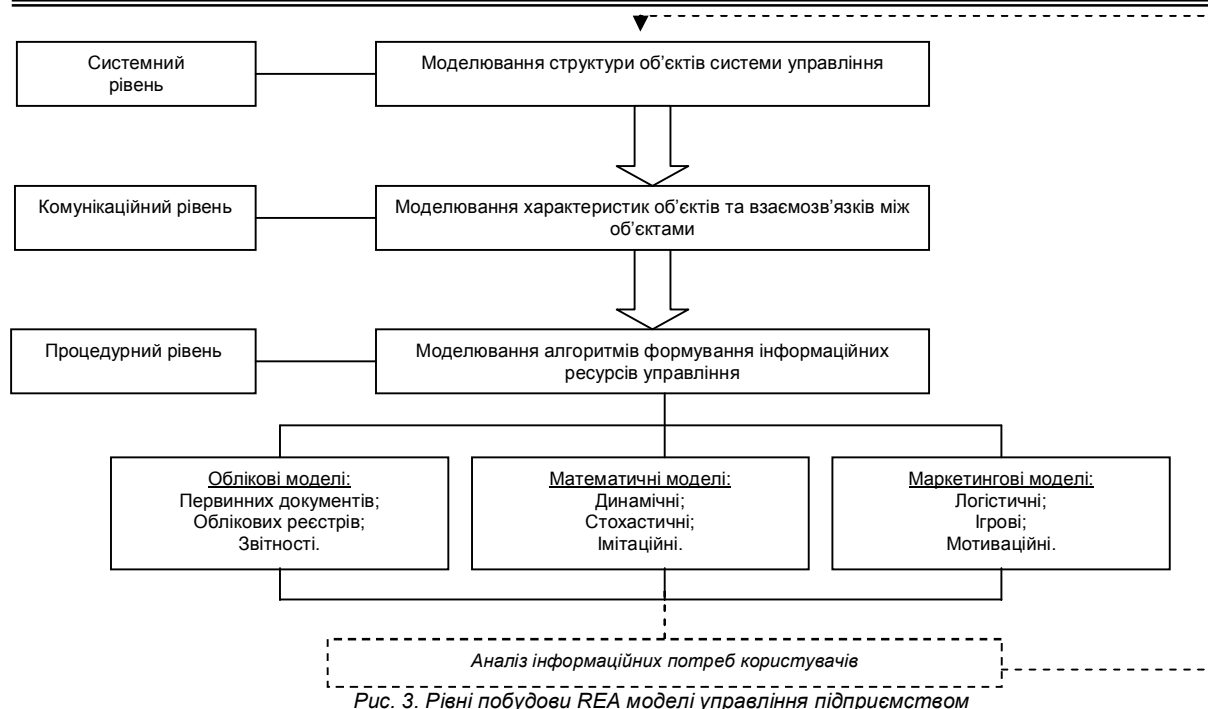 Системний
рівень
Моделювання структури об’єктів системи управління
Комунікаційний рівень
Моделювання характеристик об’єктів та взаємозв’язків між
об’єктами
Процедурний рівень
Моделювання алгоритмів формування інформаційних
ресурсів управління
Облікові моделі:
Первинних документів;
Облікових реєстрів;
Звітності.
Математичні моделі:
Динамічні;
Стохастичні;
Імітаційні.
Маркетингові моделі:
Логістичні;
Ігрові;
Мотиваційні.
Аналіз інформаційних потреб користувачів
Рис. 3. Рівні побудови REA моделі управління підприємством